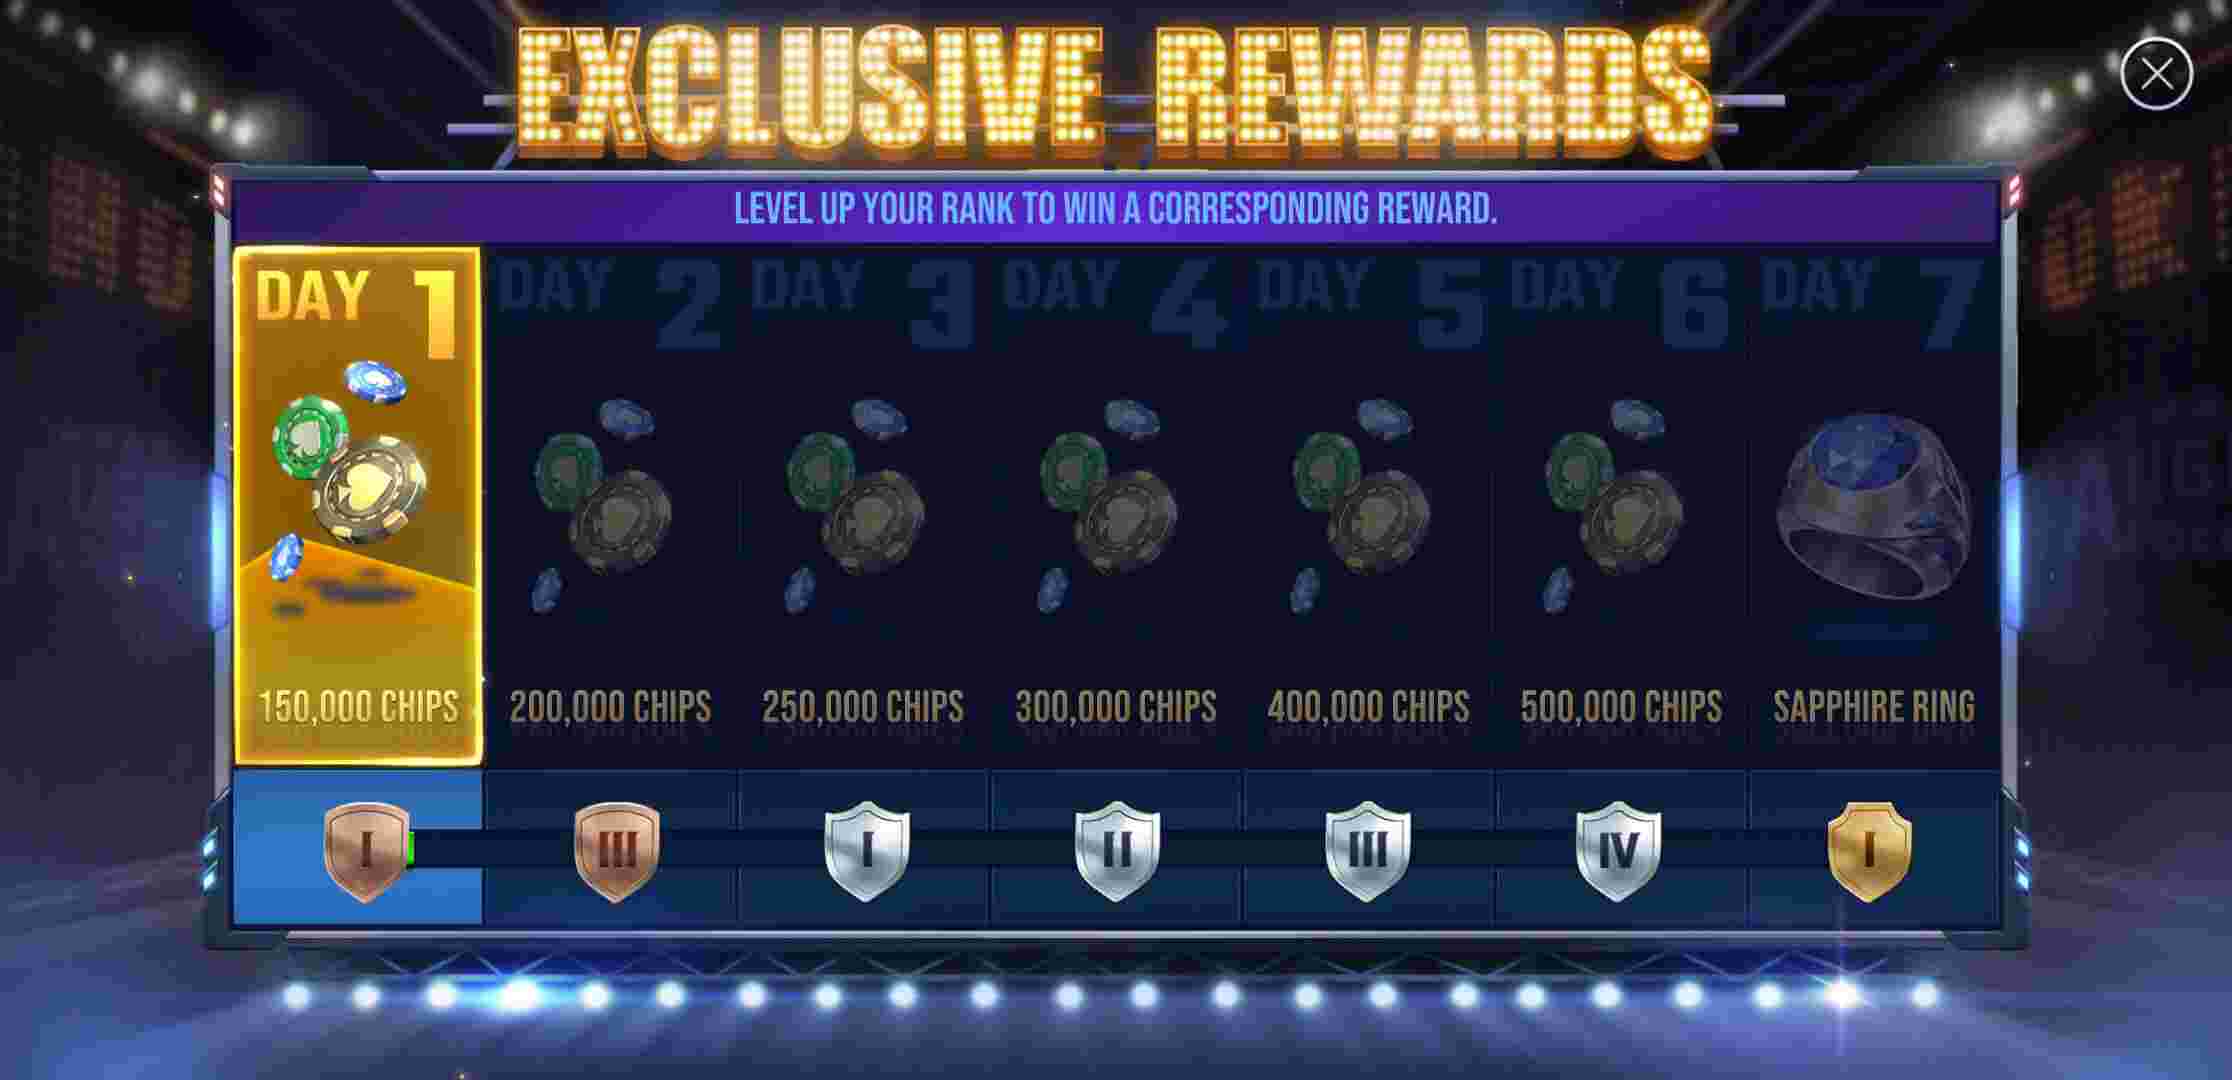 EXCLUSIVE REWARDS
LEVEL UP YOUR RANK TO WIN A CORRESPONDING REWARD.
DAY 1
DAY 2
DAY 3
DAY 4
DAY 5
DAY 6
DAY 7
150,000 CHIPS
200,000 CHIPS
250,000 CHIPS
300,000 CHIPS
400,000 CHIPS
500,000 CHIPS
SAPPHIRE RING
I
III
I
II
III
IV
I